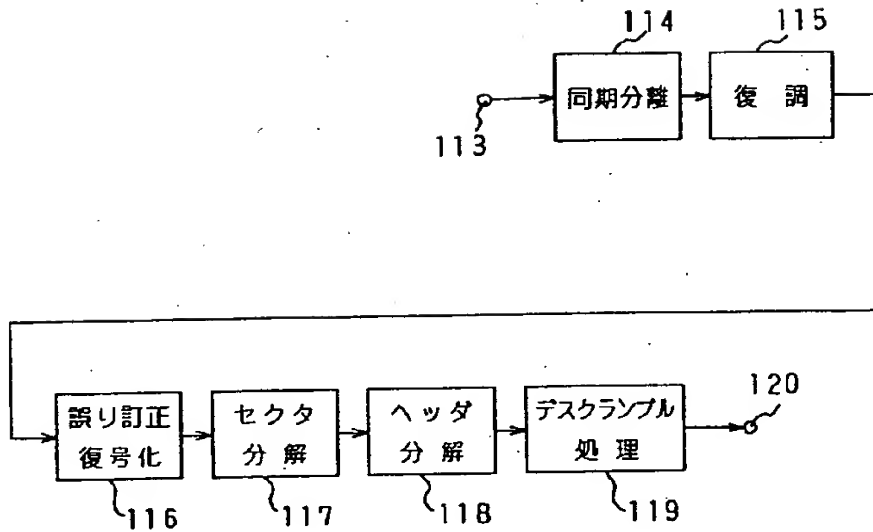 114
115
同期分離
復調
113
誤り訂正
復号化
セクタ
分解
ヘッダ
分解
デスクランブル
処理
120
116
117
118
119